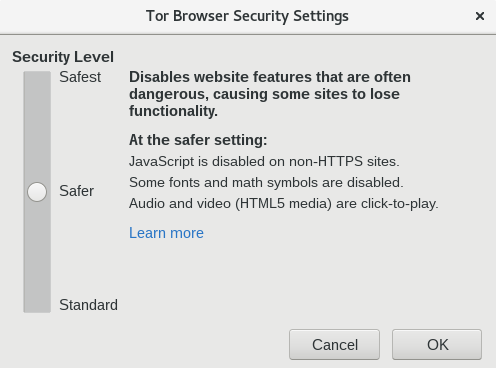 Tor Browser Security Settings
×
Security Level
Safest
Disables website features that are often
dangerous, causing some sites to lose
functionality.
At the safer setting:
JavaScript is disabled on non-HTTPS sites.
Safer
Some fonts and math symbols are disabled.
Audio and video (HTML5 media) are click-to-play.
Learn more
Standard
Cancel
OK